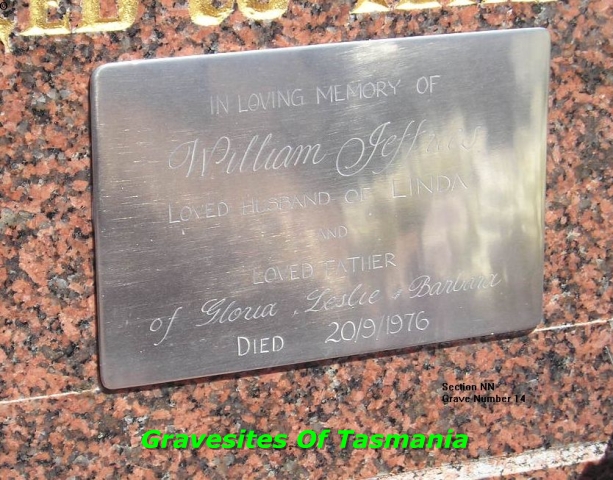 IN LOVING MEMORY OF
William
LOVED HUSBAND OF LINDA
AND
LOVED FATHER
of Gloria, Leslie & Barbara
DIED 20/9/1976
Section NN
Grave Number 14
Gravesites Of Tasmania